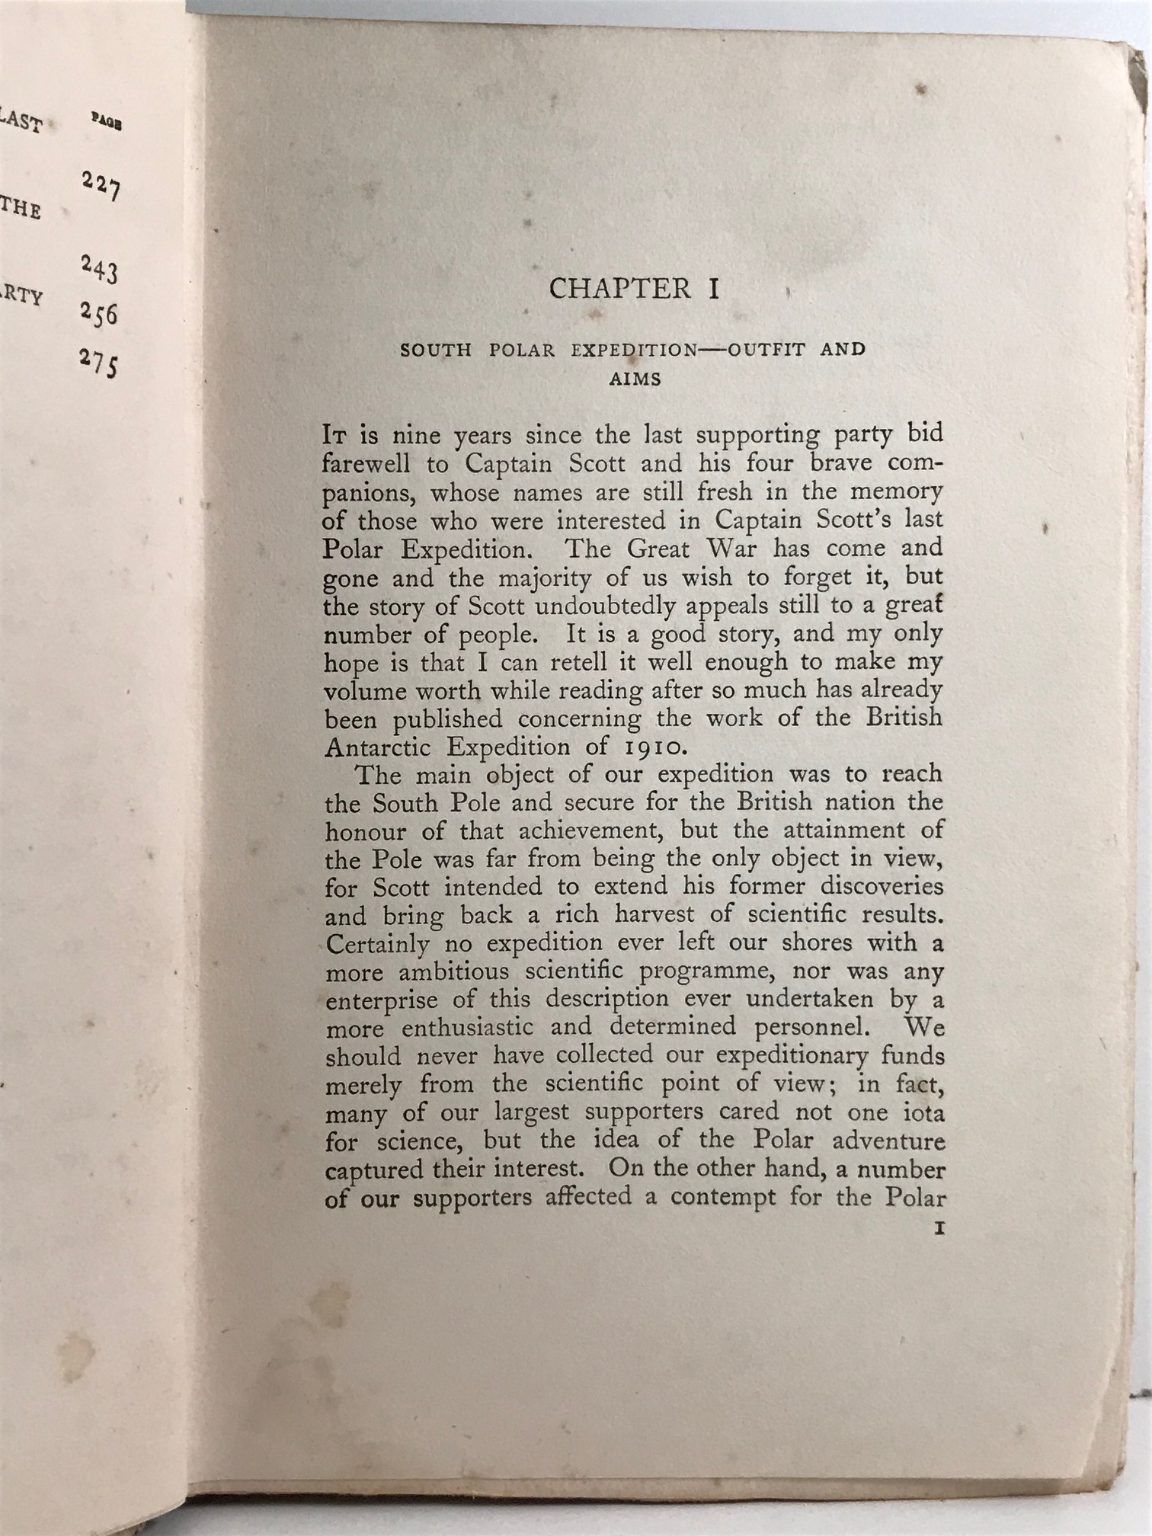 LAST PAGE
227
THE
243
ARTY 256
275
CHAPTER I
SOUTH POLAR EXPEDITION—OUTFIT AND
AIMS
IT is nine years since the last supporting party bid
farewell to Captain Scott and his four brave com-
panions, whose names are still fresh in the memory
of those who were interested in Captain Scott's last
Polar Expedition. The Great War has come and
gone and the majority of us wish to forget it, but
the story of Scott undoubtedly appeals still to a great
number of people. It is a good story, and my only
hope is that I can retell it well enough to make my
volume worth while reading after so much has already
been published concerning the work of the British
Antarctic Expedition of 1910.
The main object of our expedition was to reach
the South Pole and secure for the British nation the
honour of that achievement, but the attainment of
the Pole was far from being the only object in view,
for Scott intended to extend his former discoveries
and bring back a rich harvest of scientific results.
Certainly no expedition ever left our shores with a
more ambitious scientific programme, nor was any
enterprise of this description ever undertaken by a
more enthusiastic and determined personnel. We
should never have collected our expeditionary funds
merely from the scientific point of view; in fact,
many of our largest supporters cared not one iota
for science, but the idea of the Polar adventure
captured their interest. On the other hand, a number
of our supporters affected a contempt for the Polar
1